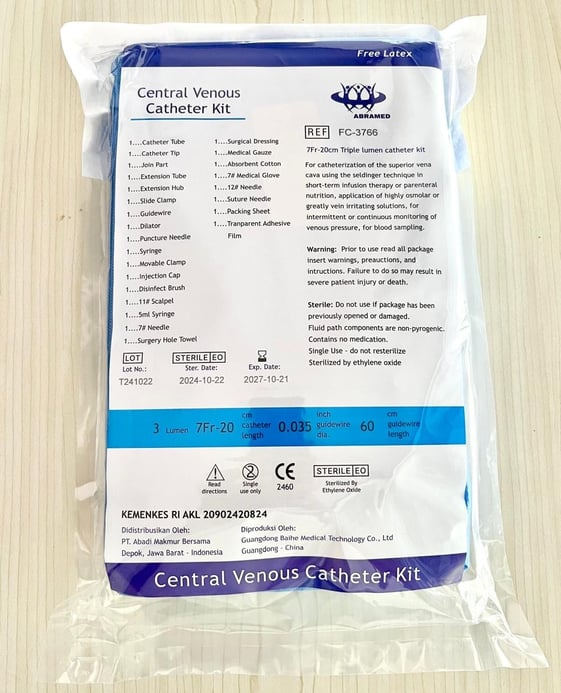 Free Latex
Central Venous
Catheter Kit
ABRAMED
REF FC-3766
7Fr-20cm Triple lumen catheter kit
1....Catheter Tube
1....Catheter Tip
1....Join Part
1....Extension Tube
1....Extension Hub
1....Slide Clamp
1....Guidewire
1....Dilator
1....Puncture Needle
1....Syringe
1....Movable Clamp
1....Injection Cap
1....Disinfect Brush
1....11# Scalpel
1....5ml Syringe
1....7# Needle
1....Surgery Hole Towel
1....Surgical Dressing
1....Medical Gauze
1....Absorbent Cotton
1....7# Medical Glove
1....12# Needle
1....Suture Needle
1....Packing Sheet
1....Tranparent Adhesive
Film
For catheterization of the superior vena
cava using the seldinger technique in
short-term infusion therapy or parenteral
nutrition, application of highly osmolar or
greatly vein irritating solutions, for
intermittent or continuous monitoring of
venous pressure, for blood sampling.
Warning: Prior to use read all package
insert warnings, preauctions, and
intructions. Failure to do so may result in
severe patient injury or death.
Sterile: Do not use if package has been
previously opened or damaged.
Fluid path components are non-pyrogenic.
Contains no medication.
Single Use - do not resterilize
Sterilized by ethylene oxide
LOT
Lot No.:
T241022
STERILE EO
Ster. Date:
2024-10-22
Exp. Date:
2027-10-21
3 Lumen 7Fr-20 cm catheter length 0.035 inch guidewire dia. 60 cm guidewire length
Read
directions
2
Single
use only
CE
2460
STERILE EO
Sterilized By
Ethylene Oxide
KEMENKES RI AKL 20902420824
Didistribusikan Oleh:
PT. Abadi Makmur Bersama
Depok, Jawa Barat - Indonesia
Diproduksi Oleh:
Guangdong Baihe Medical Technology Co., Ltd
Guangdong - China
Central Venous Catheter Kit